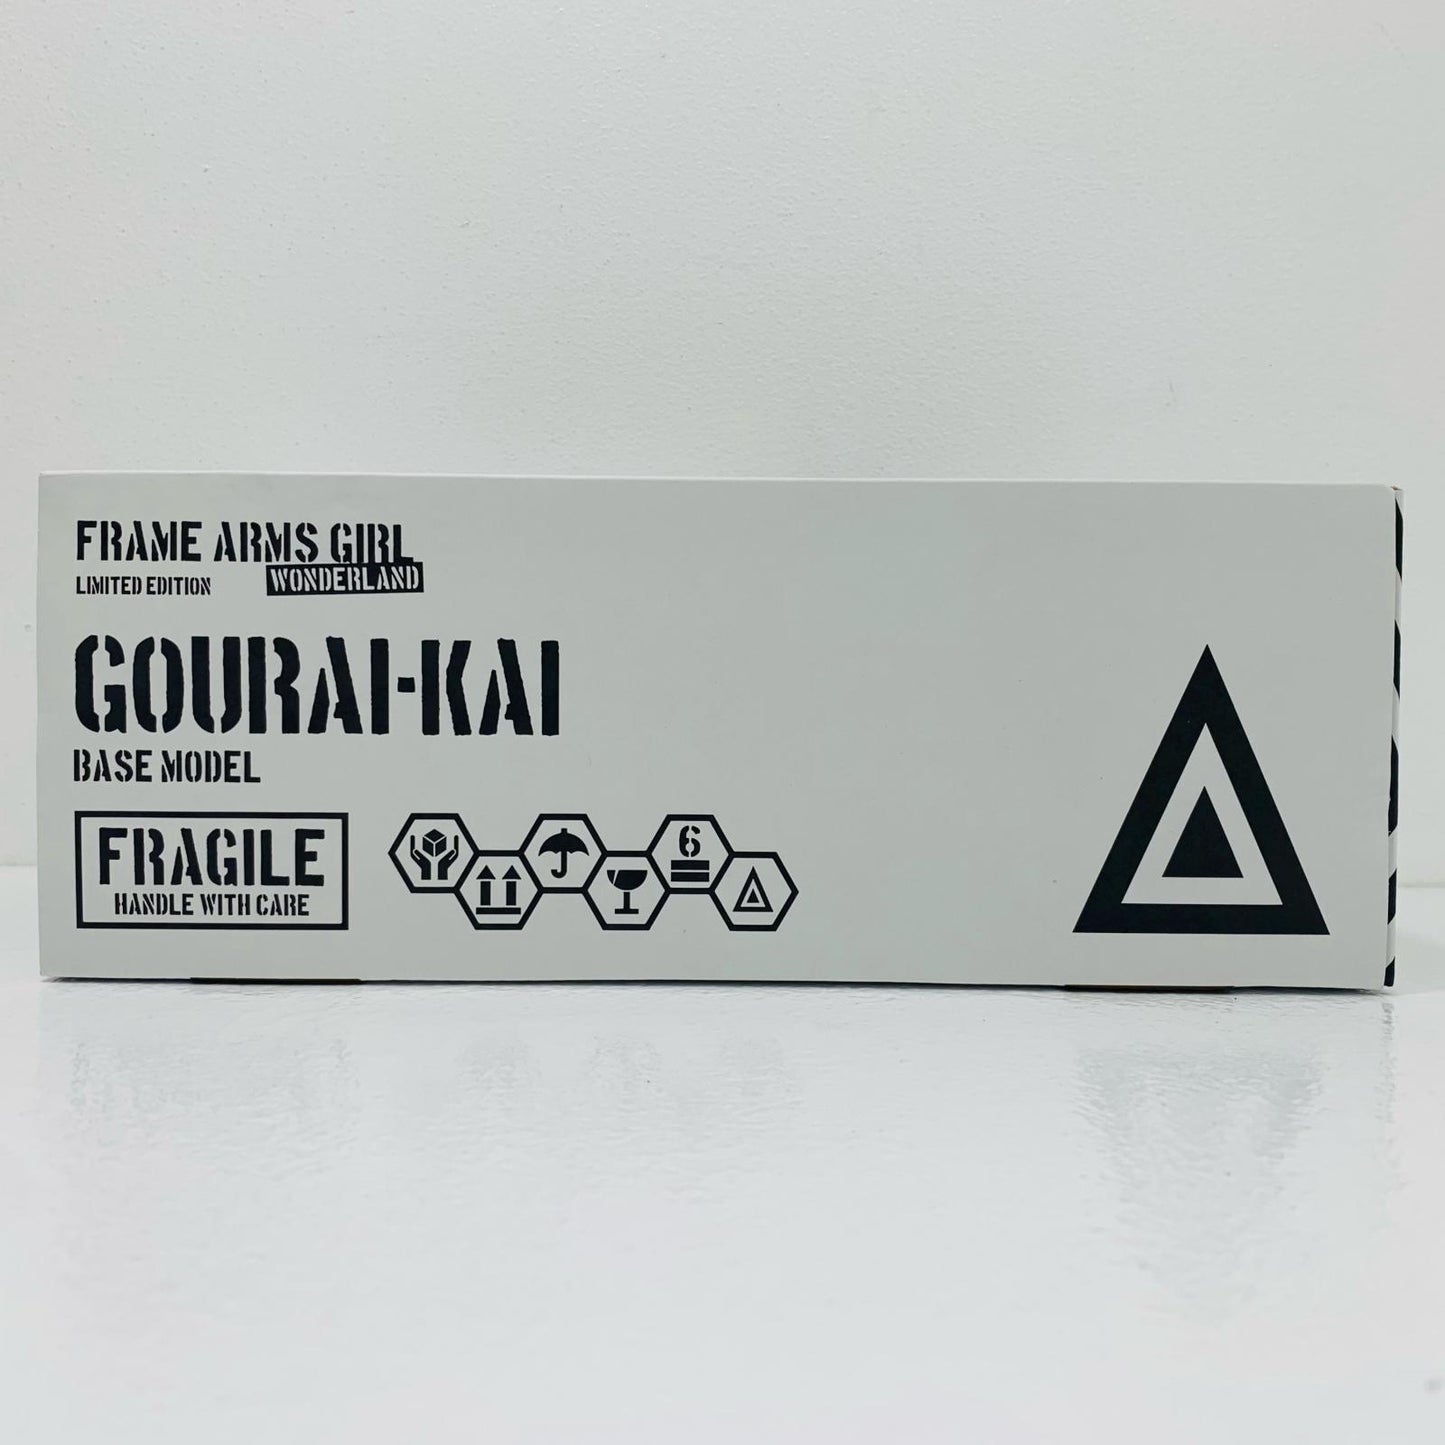 FRAME ARMS GIRL
LIMITED EDITION WONDERLAND
GOURAI-KAI
BASE MODEL
FRAGILE
HANDLE WITH CARE
6